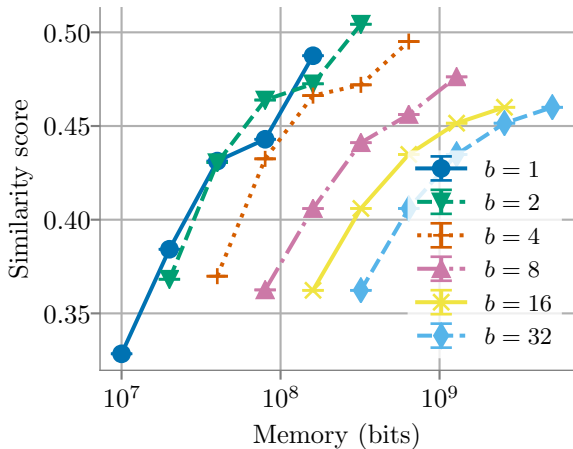 0.50
0.45
0.40
0.35
Similarity score
10^7
10^8
10^9
Memory (bits)
b = 1
b = 2
b = 4
b = 8
b = 16
b = 32